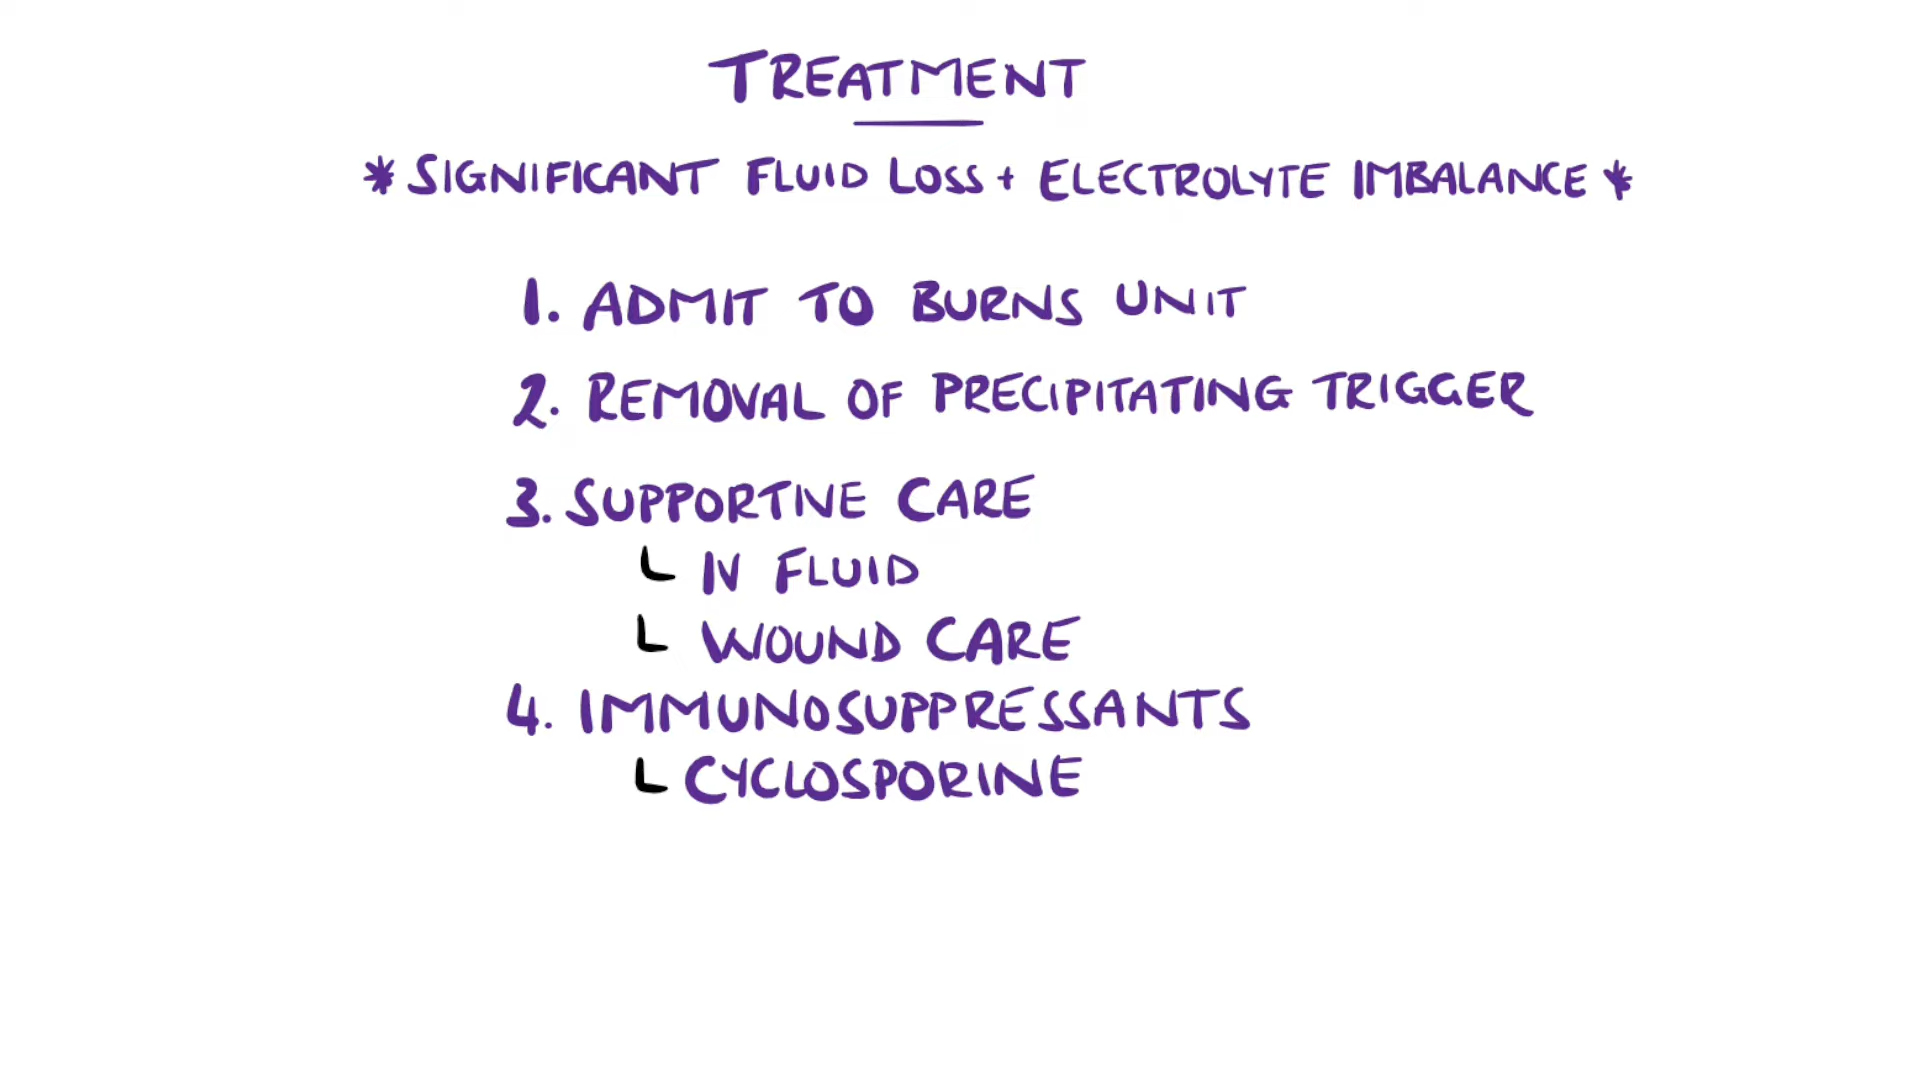 TREATMENT
* SIGNIFICANT FLUID LOSS + ELECTROLYTE IMBALANCE *
1. ADMIT TO BURNS UNIT
2. REMOVAL OF PRECIPITATING TRIGGER
3. SUPPORTIVE CARE
IV FLUID
WOUND CARE
4. IMMUNOSUPPRESSANTS
CYCLOSPORINE